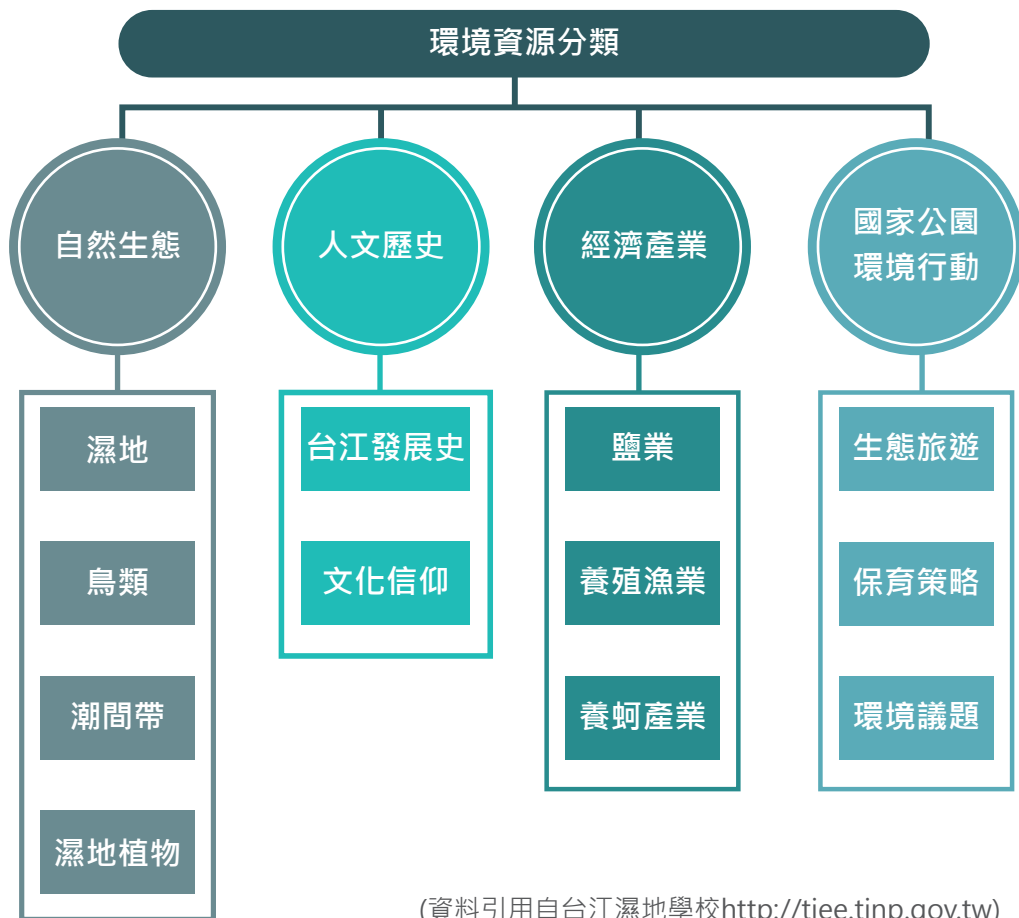 環境資源分類
自然生態
人文歷史
經濟產業
國家公園
環境行動
濕地
鳥類
潮間帶
濕地植物
台江發展史
文化信仰
鹽業
養殖漁業
養蚵產業
生態旅遊
保育策略
環境議題
(資料引用自台江濕地學校http://tjee.tjnp.gov.tw)